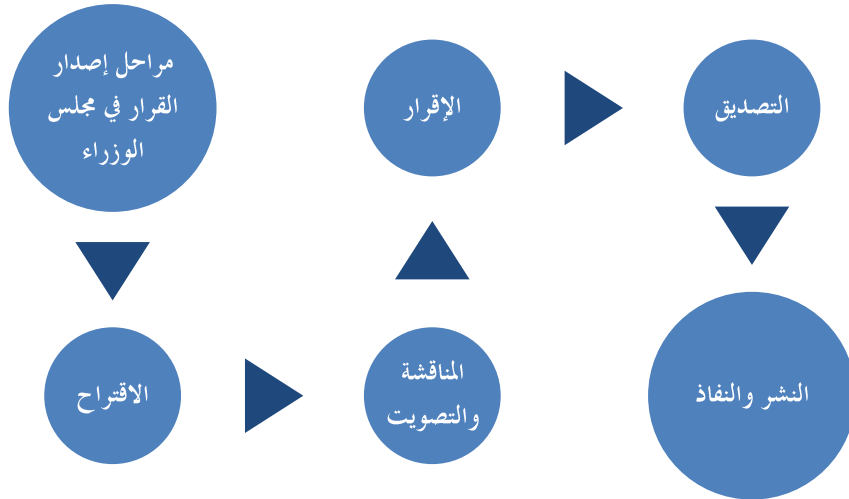 مراحل إصدار
القرار في مجلس
الوزراء
الاقتراح
المناقشة
والتصويت
الإقرار
التصديق
النشر والنفاذ